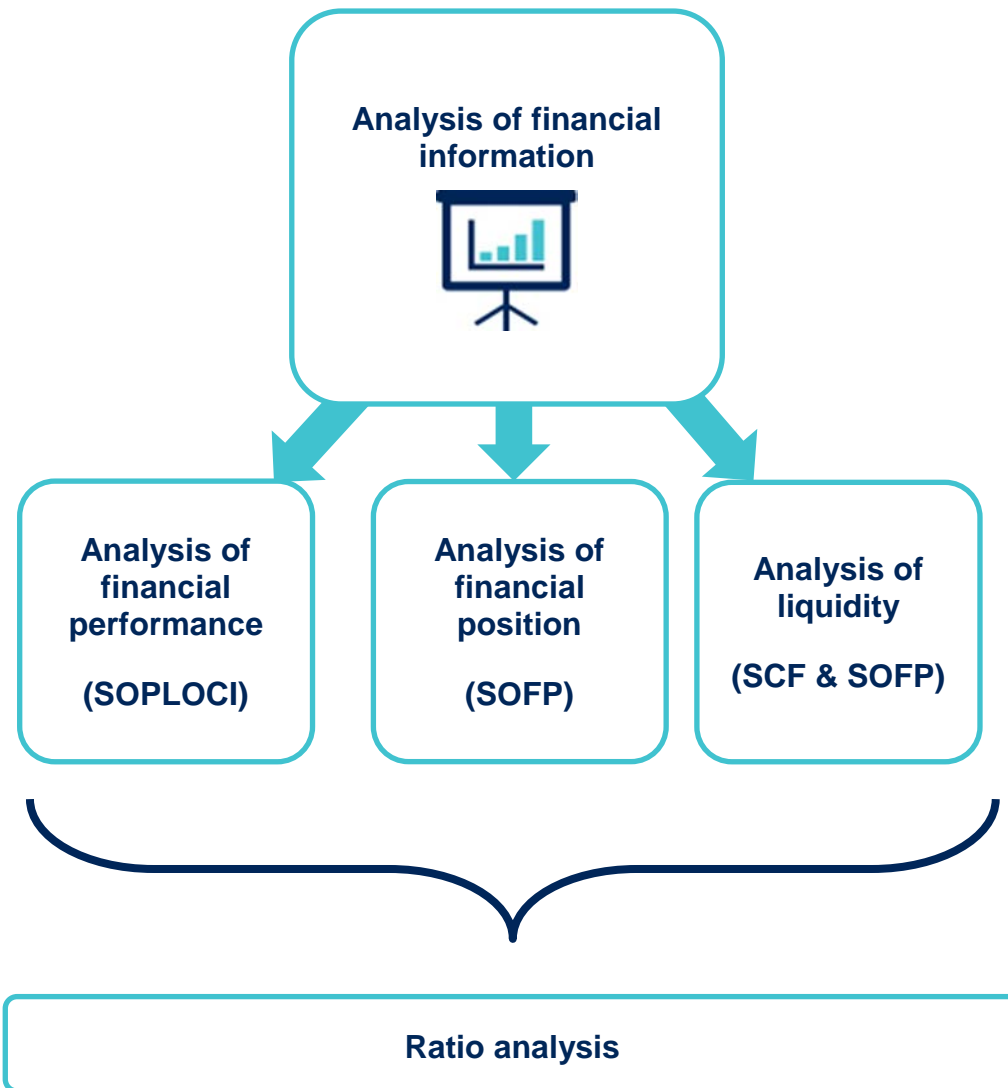 Analysis of financial
information
Analysis of
financial
performance
(SOPLOCI)
Analysis of
financial
position
(SOFP)
Analysis of
liquidity
(SCF & SOFP)
Ratio analysis